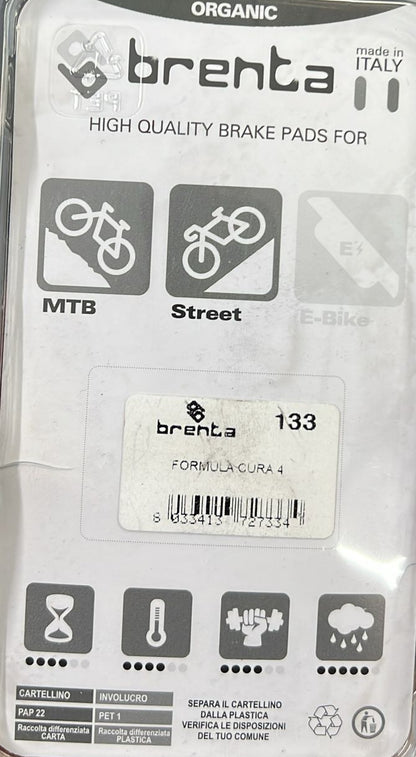 ORGANIC
brenta
made in
ITALY
PET
HIGH QUALITY BRAKE PADS FOR
E
MTB
Street
E-Bike
brenta
133
FORMULA CURA 4
8 033413 727334
CARTELLINO
INVOLUCRO
PAP 22
PET 1
Raccolta differenziata
CARTA
Raccolta differenziata
PLASTICA
SEPARA IL CARTELLINO
DALLA PLASTICA
VERIFICA LE DISPOSIZIONI
DEL TUO COMUNE